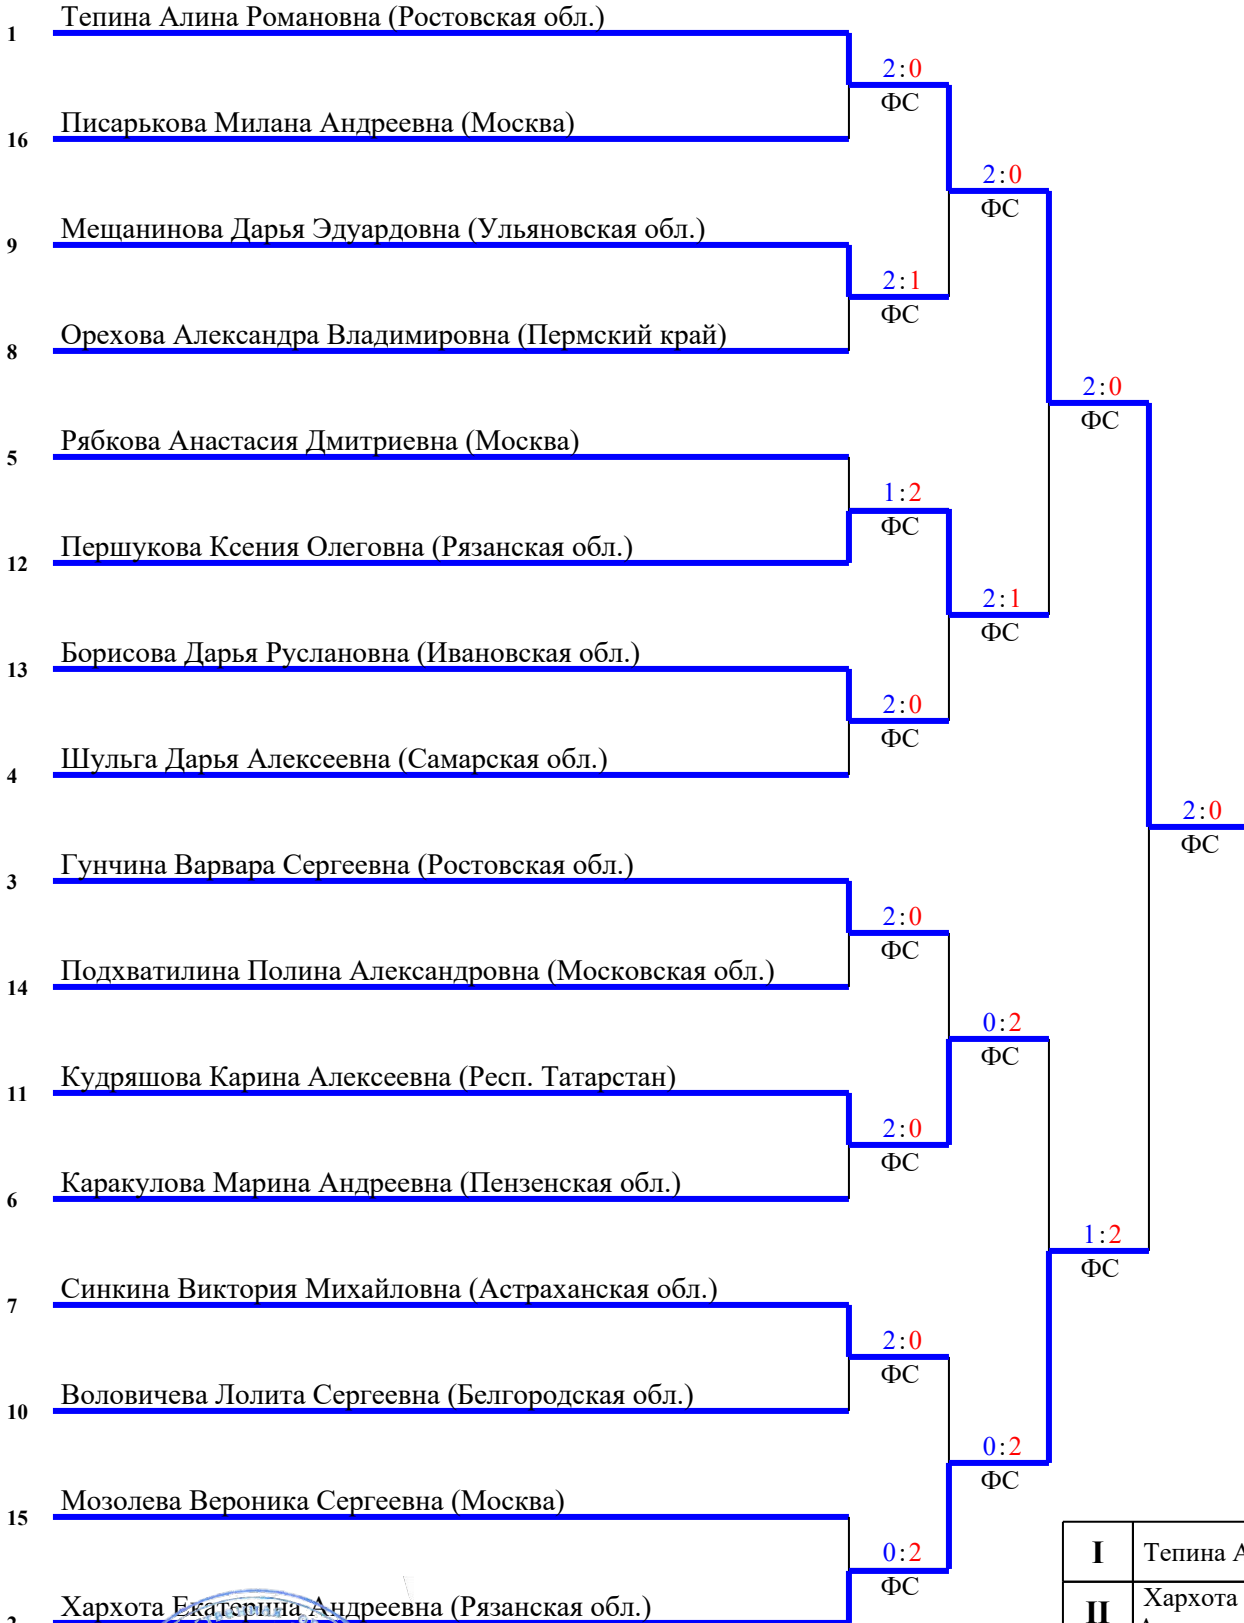 Тепина Алина Романовна (Ростовская обл.)
1
2:0
ФС
Писарькова Милана Андреевна (Москва)
16
2:0
ФС
Мещанинова Дарья Эдуардовна (Ульяновская обл.)
9
2:1
ФС
Орехова Александра Владимировна (Пермский край)
8
2:0
ФС
Рябкова Анастасия Дмитриевна (Москва)
5
1:2
ФС
Першукова Ксения Олеговна (Рязанская обл.)
12
2:1
ФС
Борисова Дарья Руслановна (Ивановская обл.)
13
2:0
ФС
Шульга Дарья Алексеевна (Самарская обл.)
4
2:0
ФС
Гунчина Варвара Сергеевна (Ростовская обл.)
3
2:0
ФС
Подхватилина Полина Александровна (Московская обл.)
14
0:2
ФС
Кудряшова Карина Алексеевна (Респ. Татарстан)
11
2:0
ФС
Каракулова Марина Андреевна (Пензенская обл.)
6
1:2
ФС
Синкина Виктория Михайловна (Астраханская обл.)
7
2:0
ФС
Воловичева Лолита Сергеевна (Белгородская обл.)
10
0:2
ФС
Мозолева Вероника Сергеевна (Москва)
15
0:2
ФС
I Тепина А
Хархота Екатерина Андреевна (Рязанская обл.)
2
II Хархота